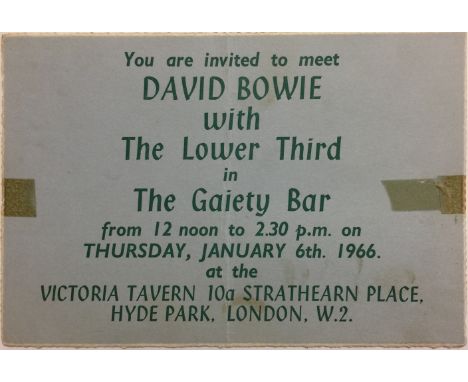 You are invited to meet
DAVID BOWIE
with
The Lower Third
in
The Gaiety Bar
from 12 noon to 2.30 p.m. on
THURSDAY, JANUARY 6th. 1966.
at the
VICTORIA TAVERN 10a STRATHEARN PLACE,
HYDE PARK, LONDON, W.2.